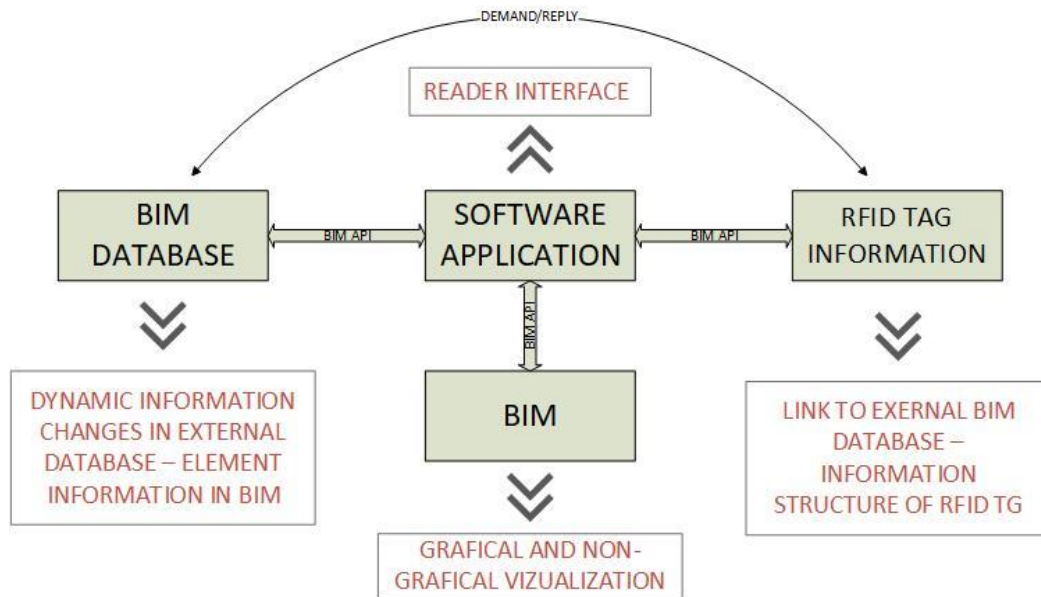 DEMAND/REPLY
READER INTERFACE
BIM
DATABASE
BIM API
SOFTWARE
APPLICATION
BIM API
RFID TAG
INFORMATION
BIM API
BIM
DYNAMIC INFORMATION
CHANGES IN EXTERNAL
DATABASE – ELEMENT
INFORMATION IN BIM
LINK TO EXERNAL BIM
DATABASE –
INFORMATION
STRUCTURE OF RFID TG
GRAFICAL AND NON-
GRAFICAL VIZUALIZATION